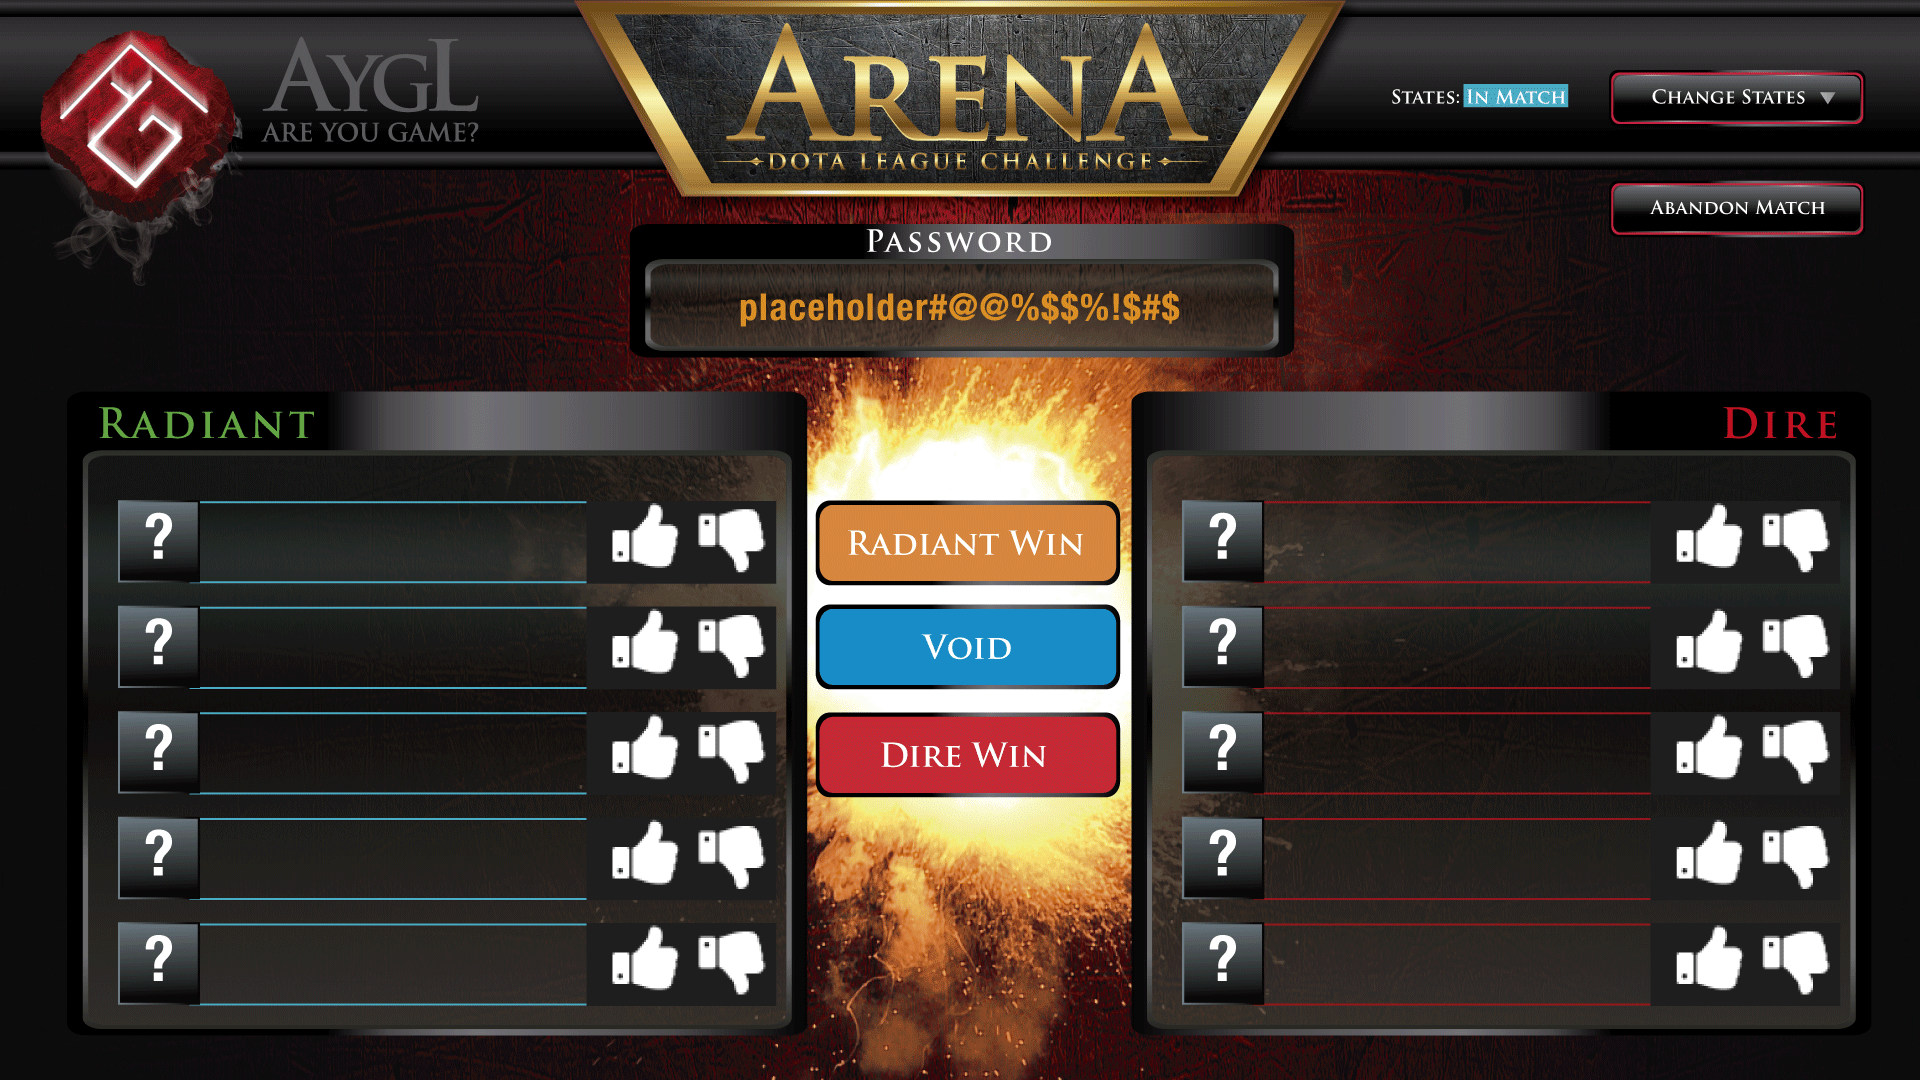 AYGL
ARE YOU GAME?
ARENA
DOTA LEAGUE CHALLENGE
STATES: IN MATCH
CHANGE STATES
ABANDON MATCH
PASSWORD
placeholder#@@%$$%!$#$
RADIANT
DIRE
?
?
?
?
?
RADIANT WIN
VOID
DIRE WIN
?
?
?
?
?